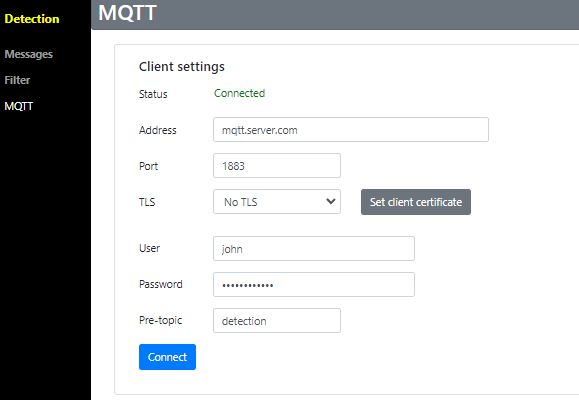 Detection
Messages
Filter
MQTT
MQTT
Client settings
Status Connected
Address mqtt.server.com
Port 1883
TLS No TLS Set client certificate
User john
Password ••••••••••••
Pre-topic detection
Connect